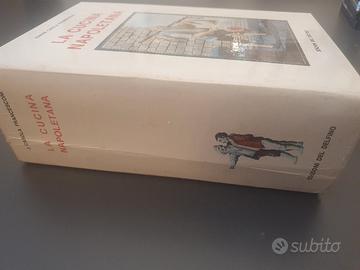 LA CUCINA
NAPOLETANA
J. CAROLA FRANCESCONI
LA CUCINA
NAPOLETANA
EDIZIONI DEL DELFINO
subito